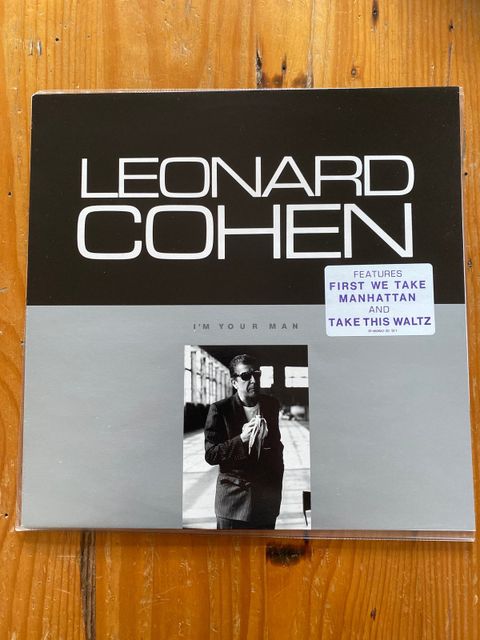 LEONARD
COHEN
FEATURES
FIRST WE TAKE
MANHATTAN
AND
TAKE THIS WALTZ
I'M YOUR MAN